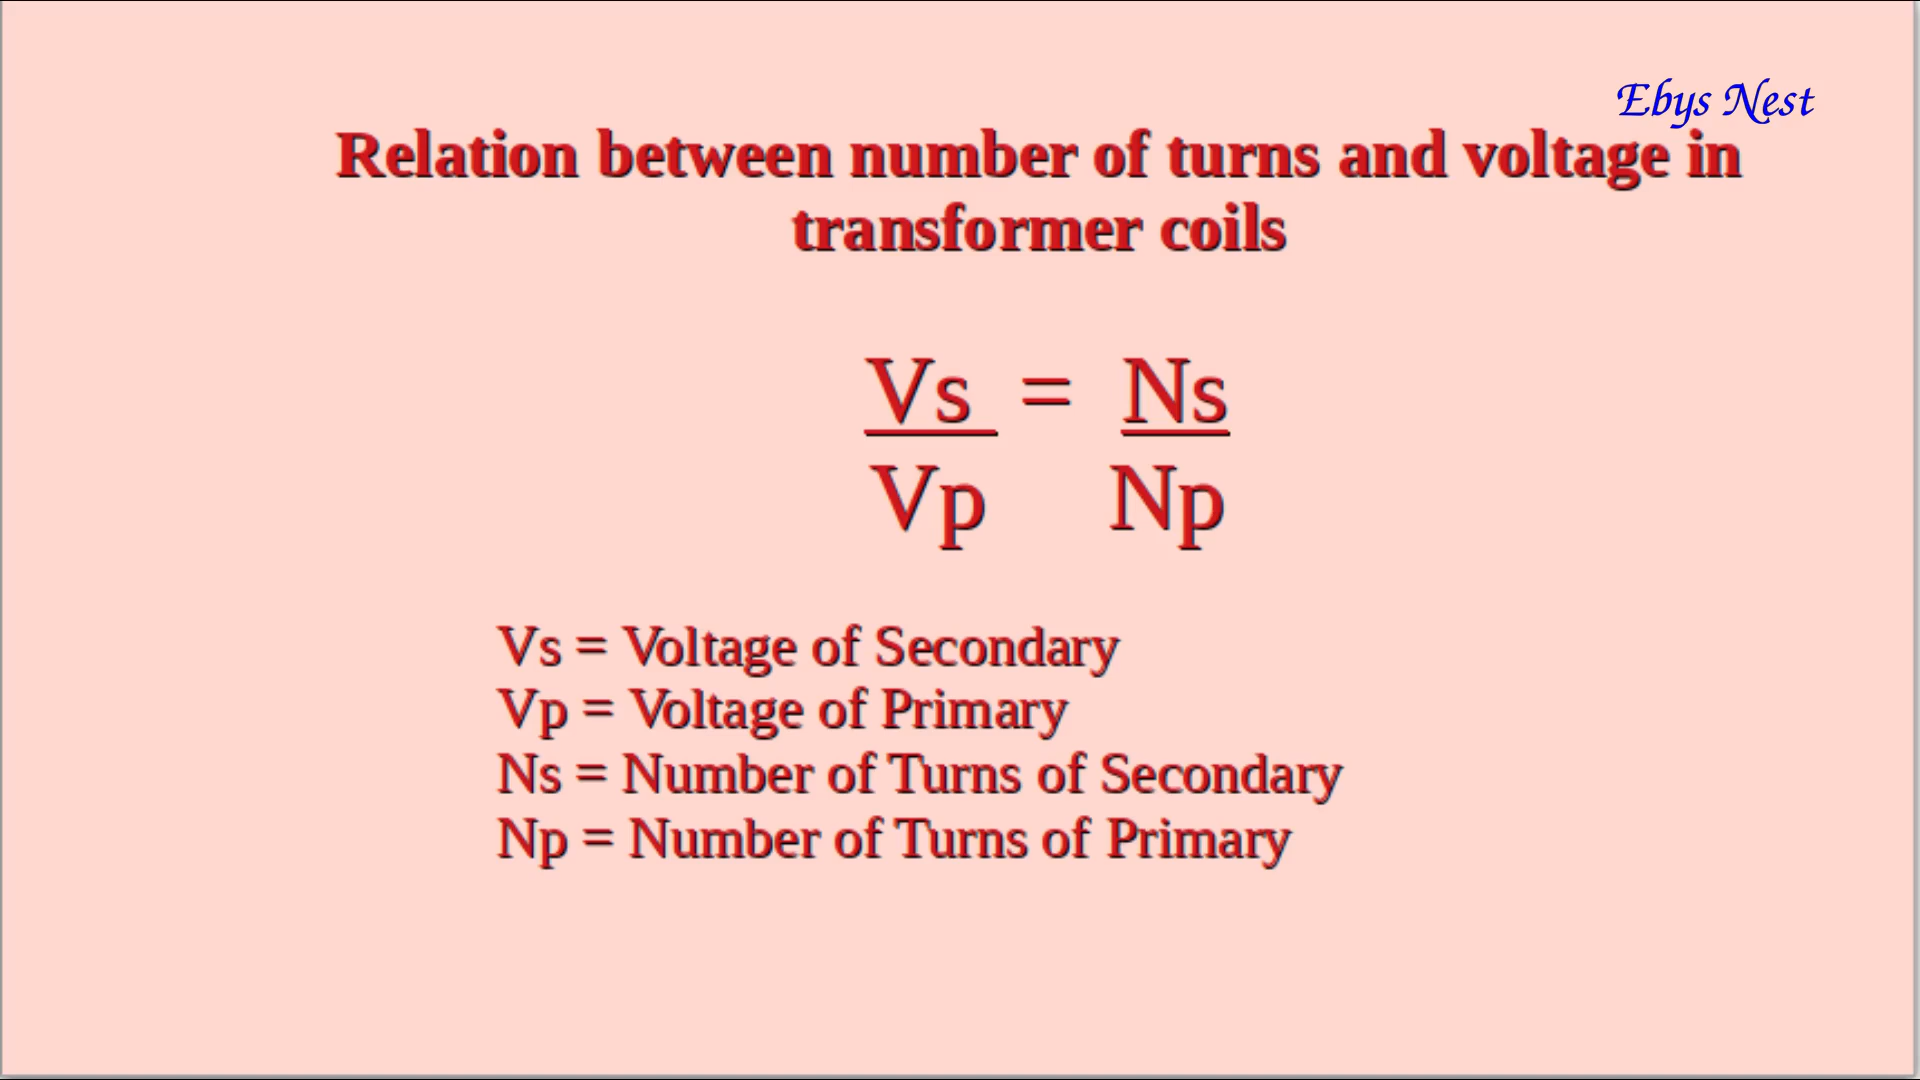 Ebys Nest
Relation between number of turns and voltage in
transformer coils
Vs = Ns
Vp Np
Vs = Voltage of Secondary
Vp = Voltage of Primary
Ns = Number of Turns of Secondary
Np = Number of Turns of Primary